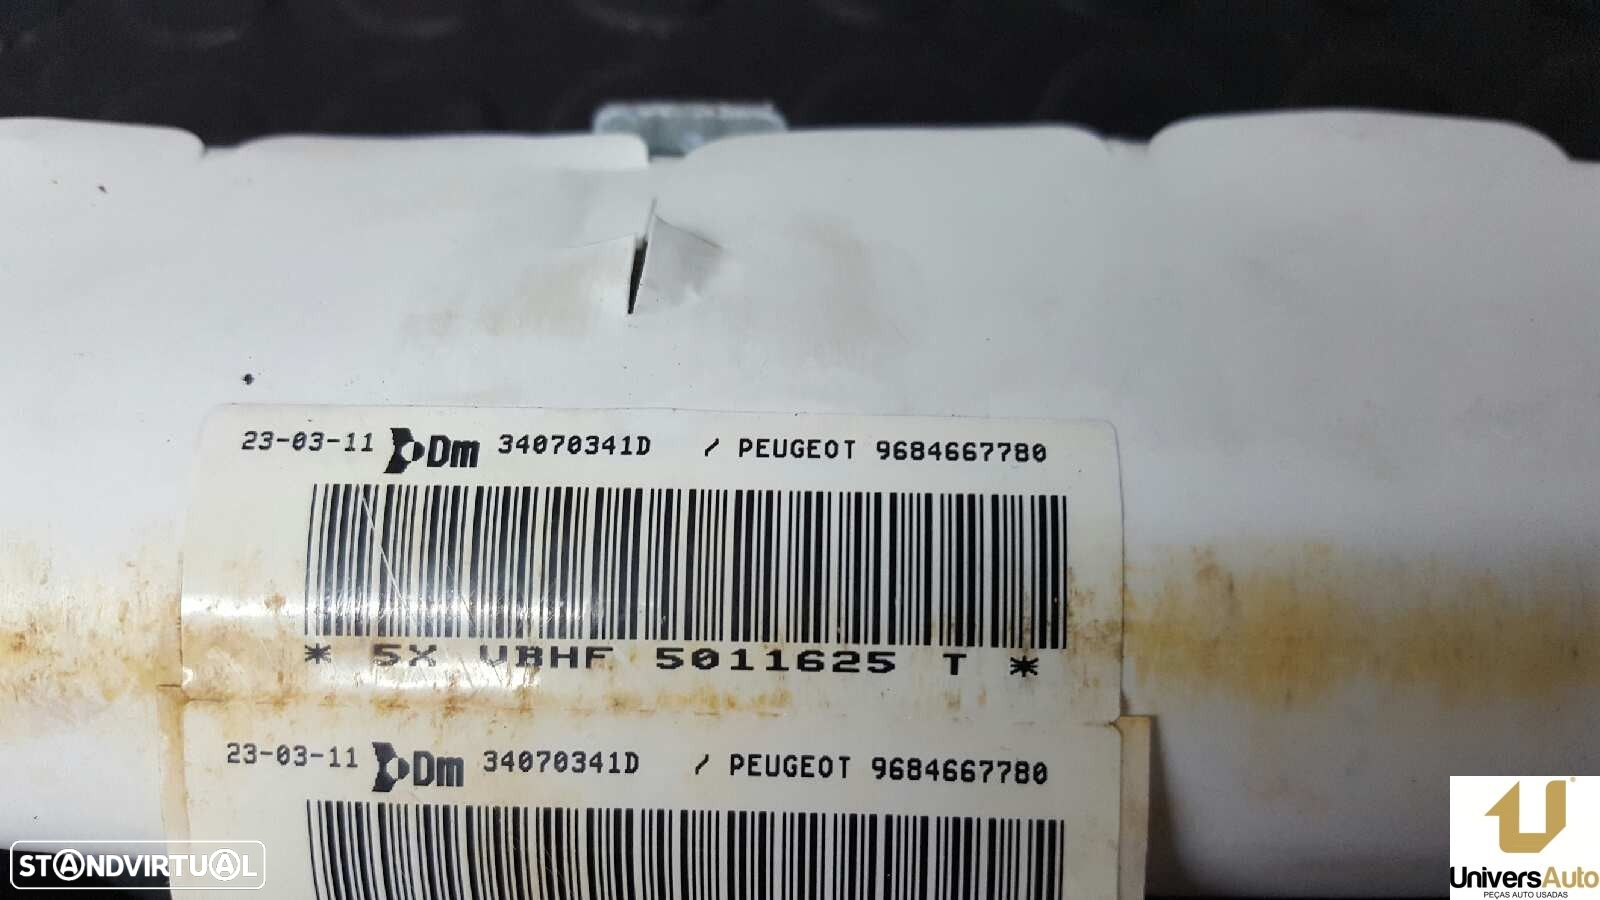 23-03-11 Dm 34070341D / PEUGEOT 9684667780
* 5X VBHF 5011625 T *
23-03-11 Dm 34070341D / PEUGEOT 9684667780
STANDVIRTUAL
UniversAuto
PEÇAS AUTO USADAS